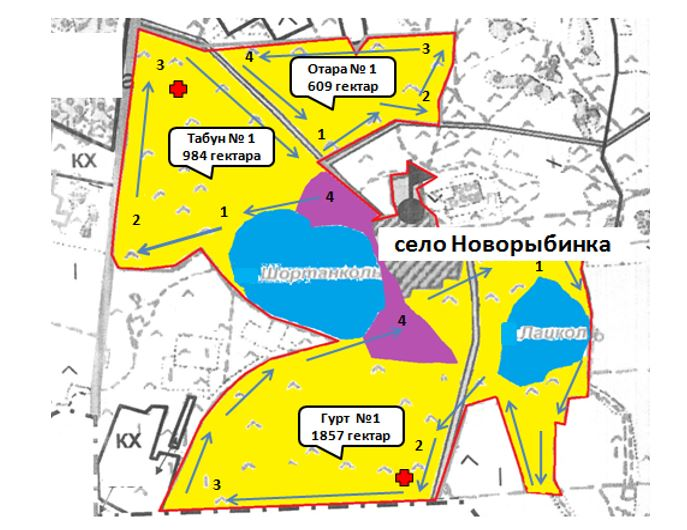 3
4
3
Отара № 1
609 гектар
2
1
Табун № 1
984 гектара
КХ
4
1
2
село Новорыбинка
1
Шортанколь
4
Лацколь
Гурт №1
1857 гектар
2
КХ
3